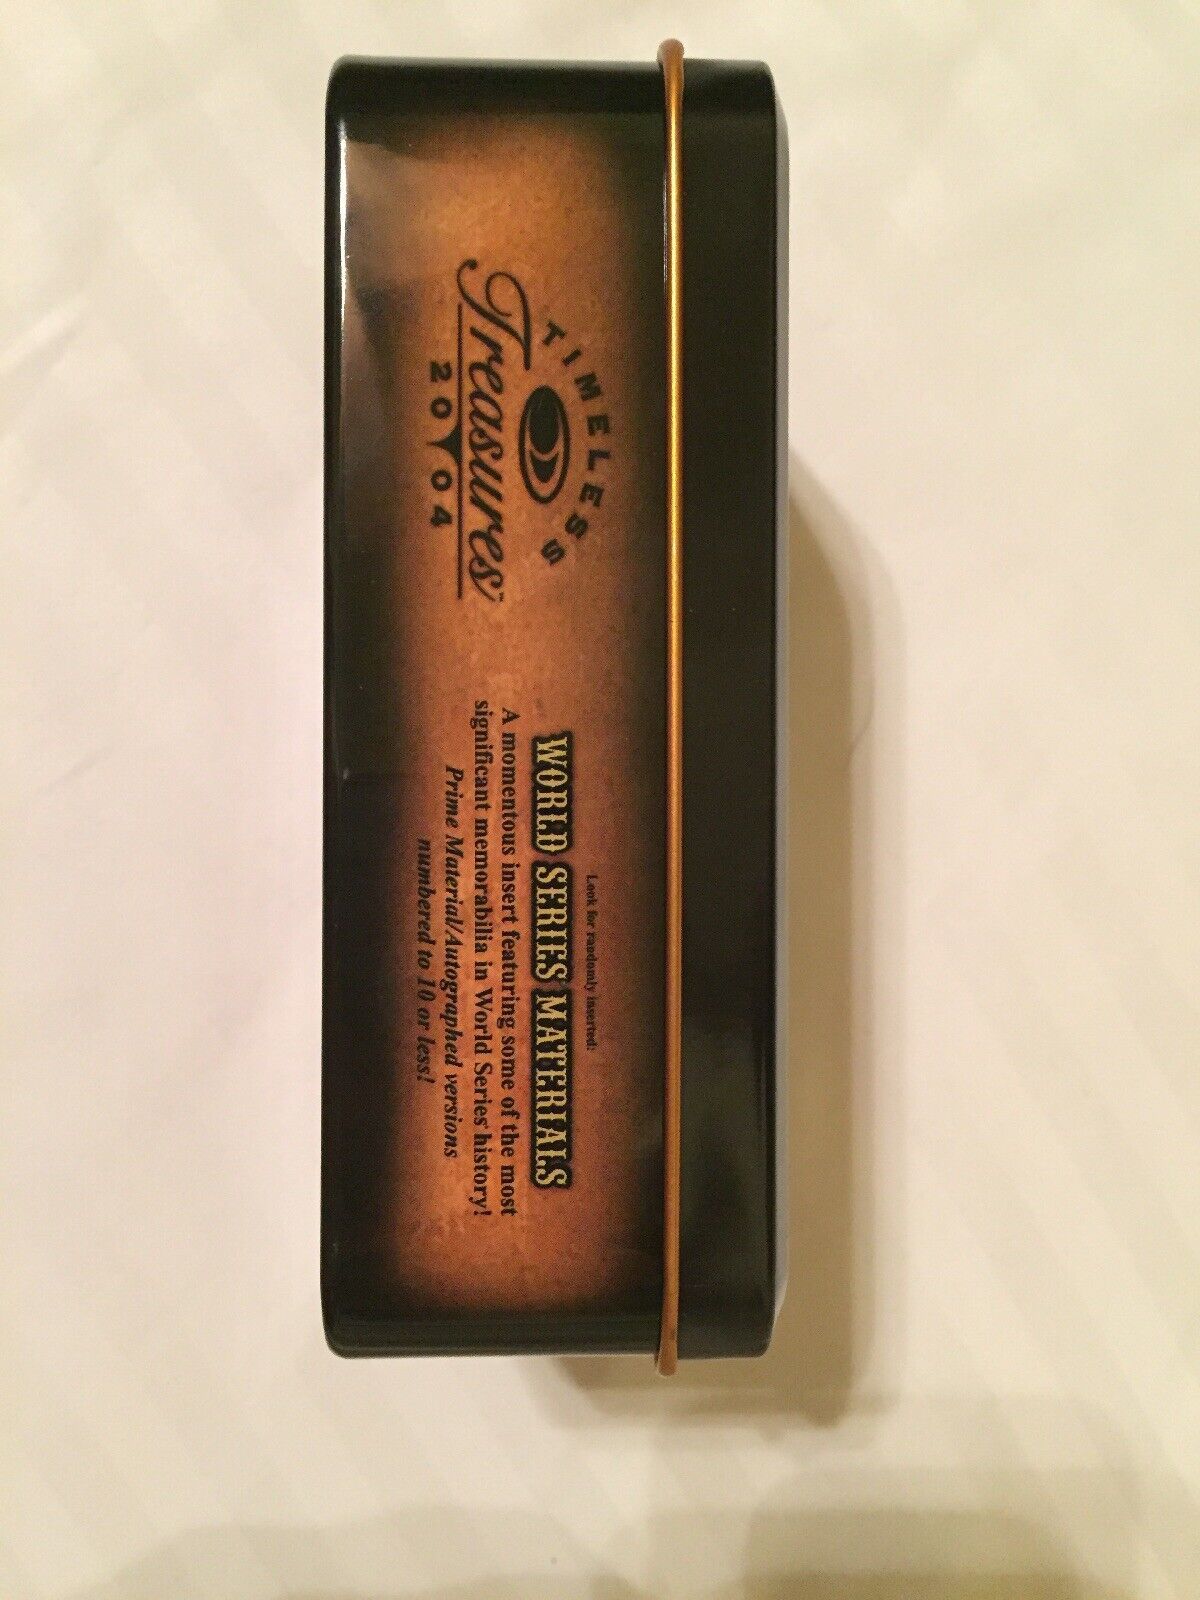 TIMELESS
Treasures™
2004
Look for randomly inserted:
WORLD SERIES MATERIALS
A momentous insert featuring some of the most
significant memorabilia in World Series history!
Prime Material/Autographed versions
numbered to 10 or less!